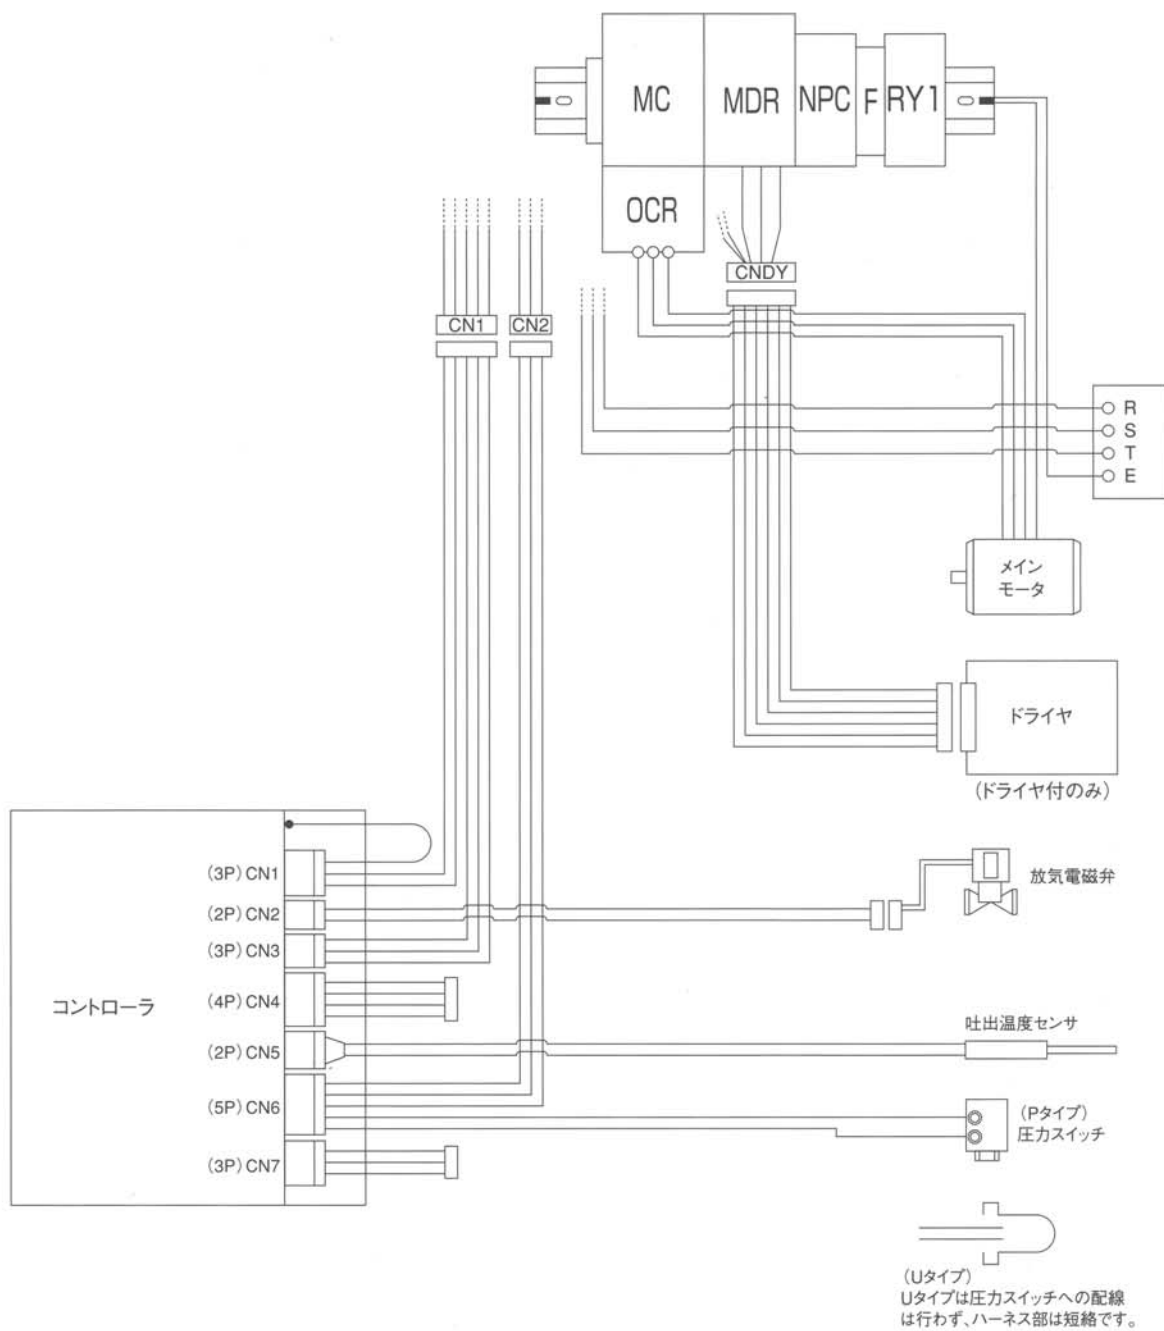 MC
MDR
NPC
F
RY1
OCR
CNDY
CN1
CN2
R
S
T
E
メイン
モータ
ドライヤ
(ドライヤ付のみ)
(3P) CN1
(2P) CN2
(3P) CN3
(4P) CN4
(2P) CN5
(5P) CN6
(3P) CN7
コントローラ
放気電磁弁
吐出温度センサ
(Pタイプ)
圧力スイッチ
(Uタイプ)
Uタイプは圧力スイッチへの配線
は行わず、ハーネス部は短絡です。